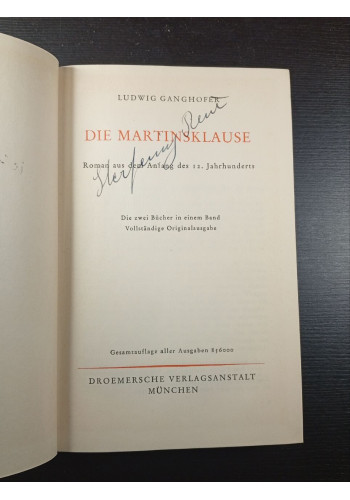 LUDWIG GANGHOFER
DIE MARTINSKLAUSE
Roman aus dem Anfang des 12. Jahrhunderts
Die zwei Bücher in einem Band
Vollständige Originalausgabe
Gesamtauflage aller Ausgaben 836000
DROEMERSCHE VERLAGSANSTALT
MÜNCHEN